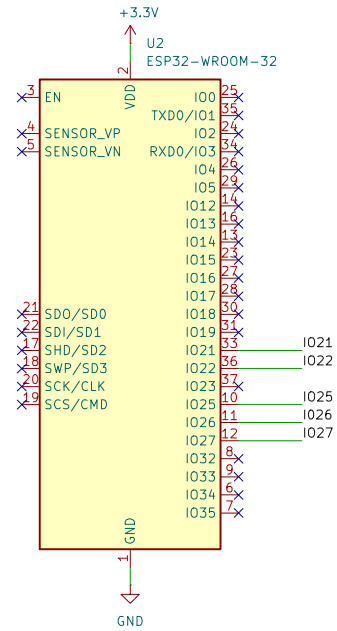 +3.3V
U2
ESP32-WROOM-32
2
VDD
3 EN
4 SENSOR_VP
5 SENSOR_VN
21 SDO/SD0
22 SDI/SD1
17 SHD/SD2
18 SWP/SD3
20 SCK/CLK
19 SCS/CMD
IO0 25
TXD0/IO1 35
IO2 24
RXD0/IO3 34
IO4 26
IO5 29
IO12 14
IO13 16
IO14 13
IO15 23
IO16 27
IO17 28
IO18 30
IO19 31
IO21 33 IO21
IO22 36 IO22
IO23 37
IO25 10 IO25
IO26 11 IO26
IO27 12 IO27
IO32 8
IO33 9
IO34 6
IO35 7
GND
1
GND